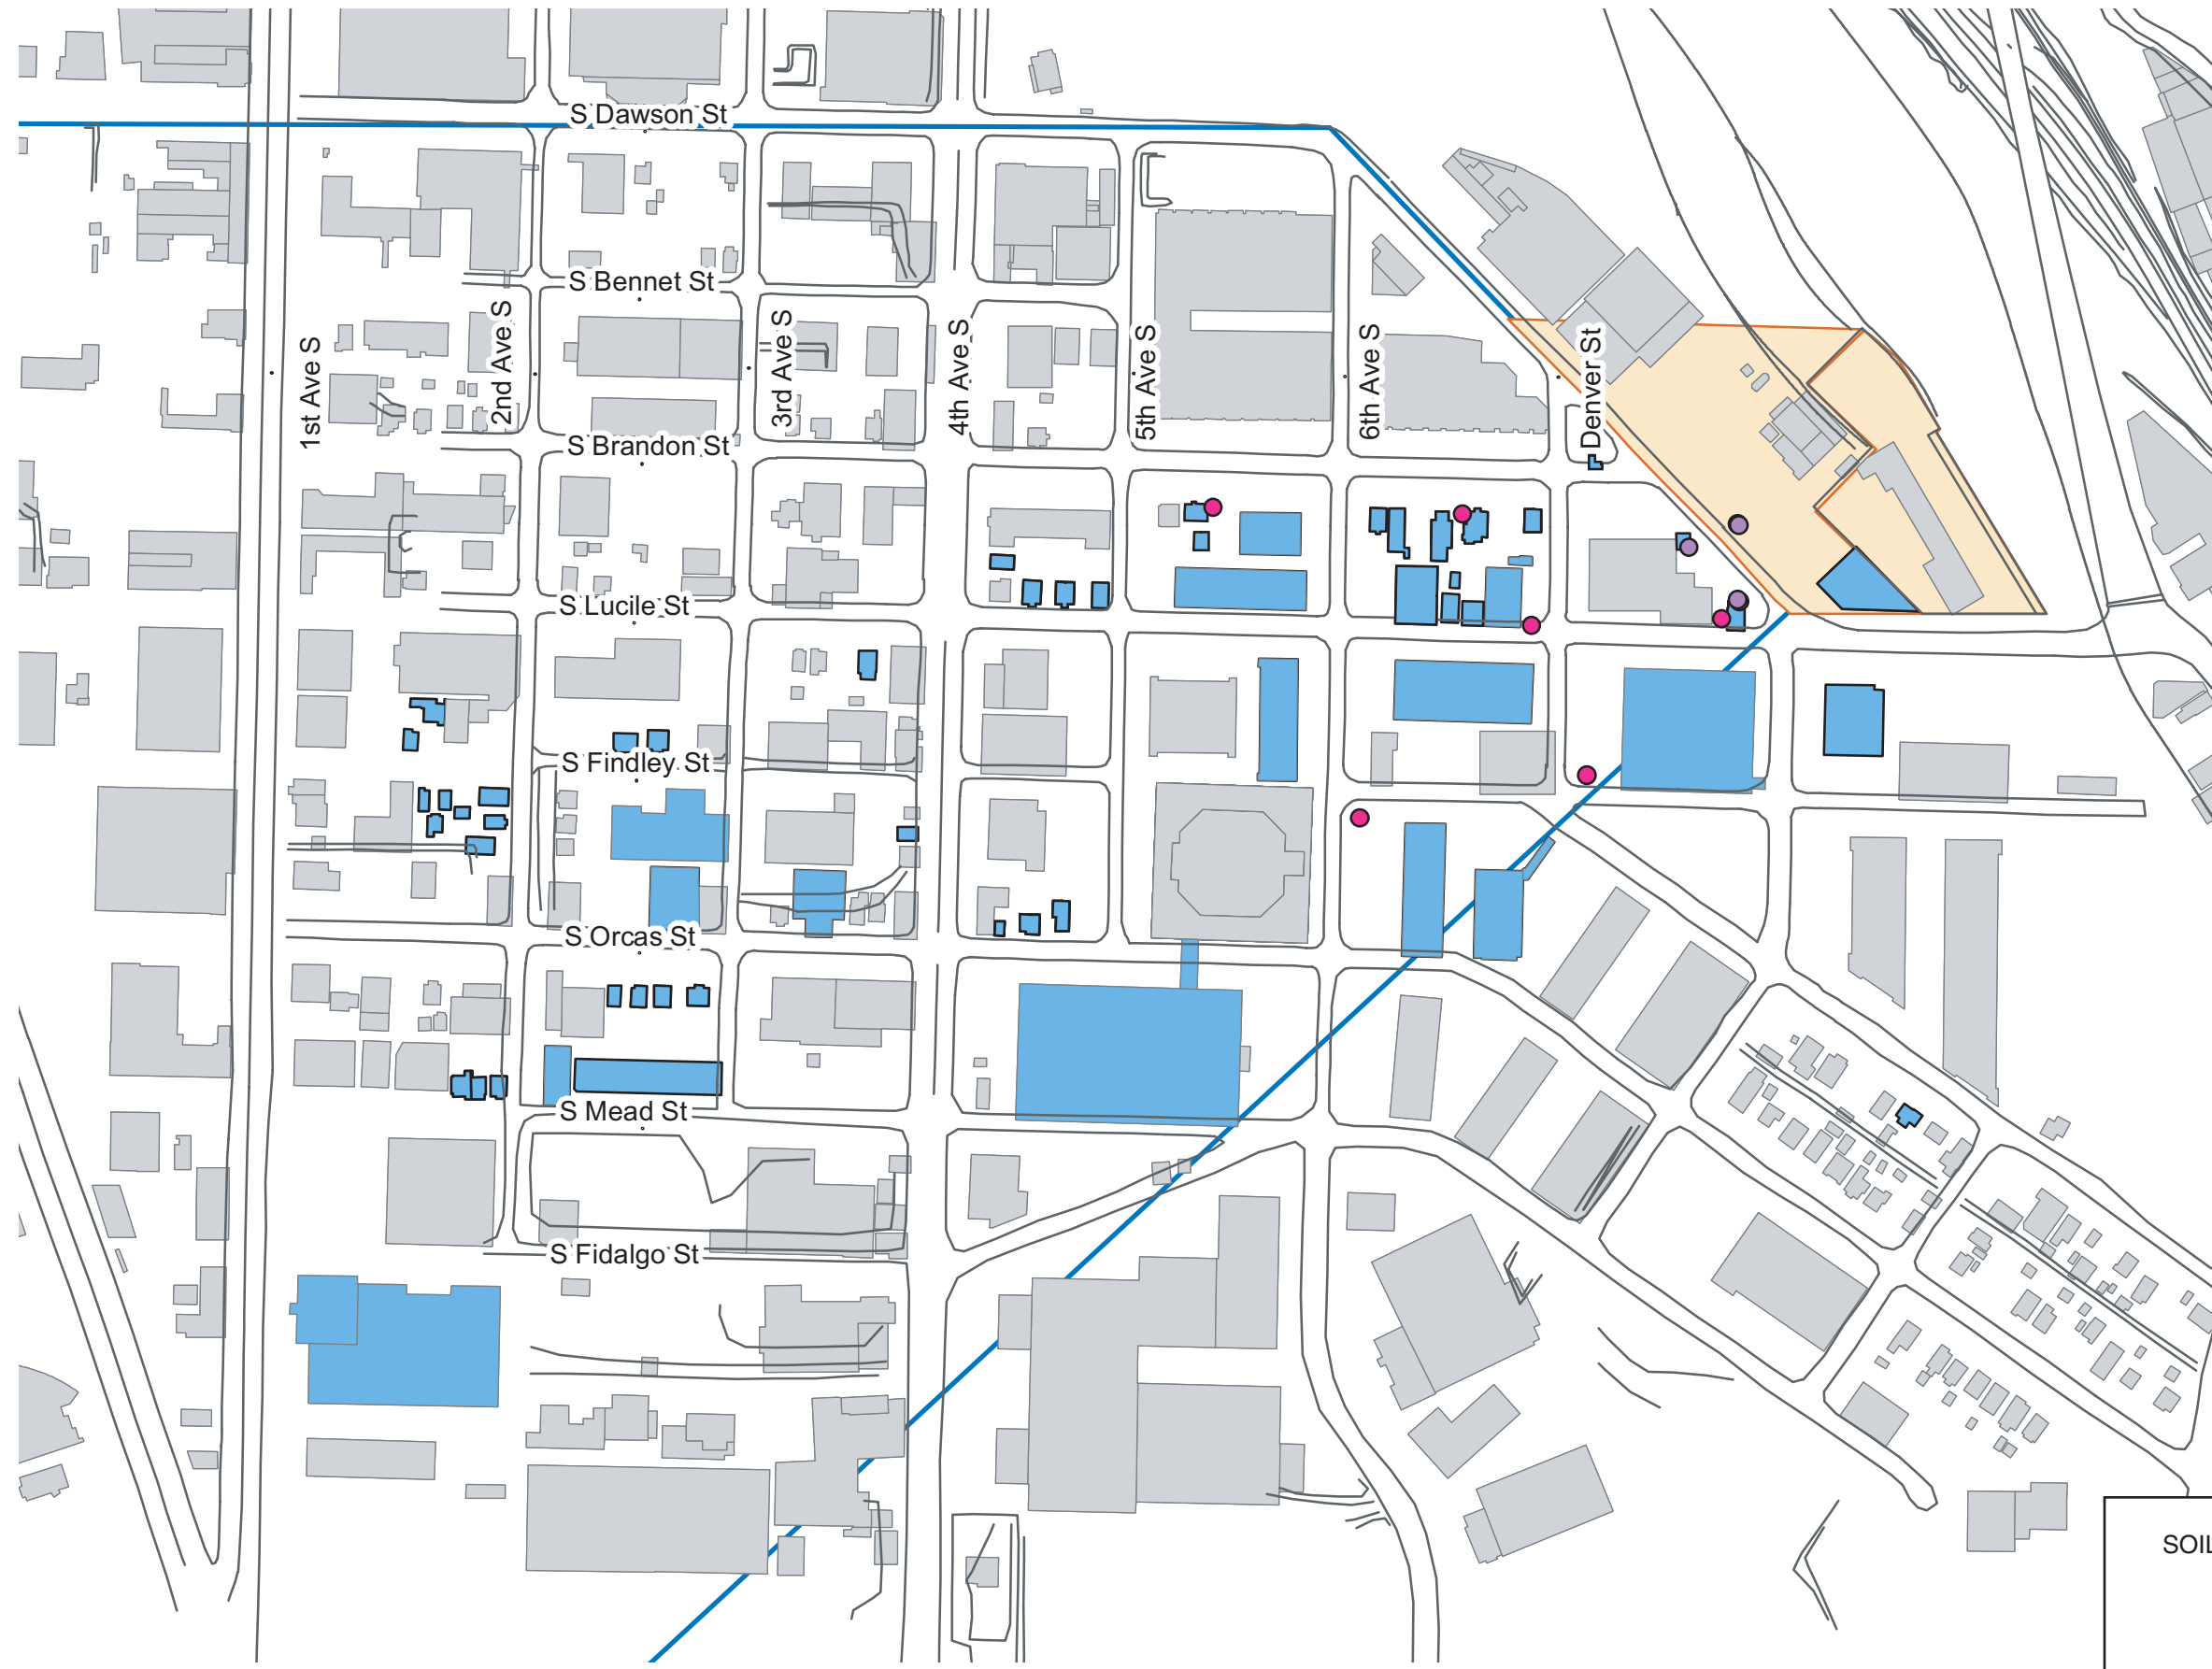 S Dawson St
S Bennet St
1st Ave S
2nd Ave S
3rd Ave S
4th Ave S
5th Ave S
6th Ave S
Denver St
S Brandon St
S Lucile St
S Findley St
S Orcas St
S Mead St
S Fidalgo St
SOIL